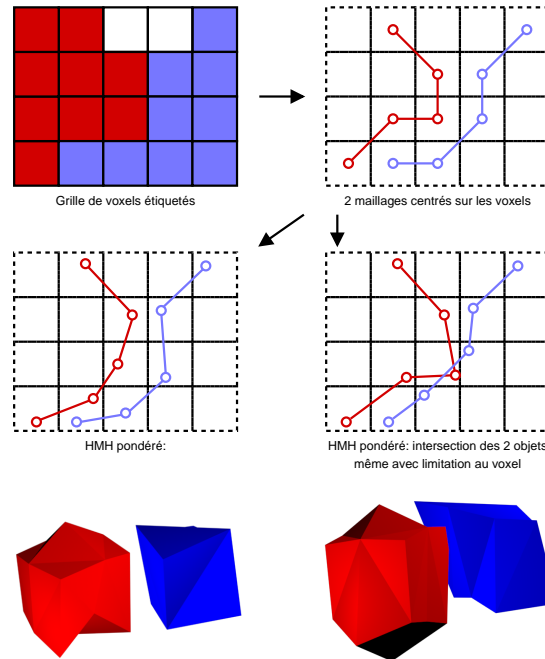 Grille de voxels étiquetés
2 maillages centrés sur les voxels
HMH pondéré:
HMH pondéré: intersection des 2 objets
même avec limitation au voxel